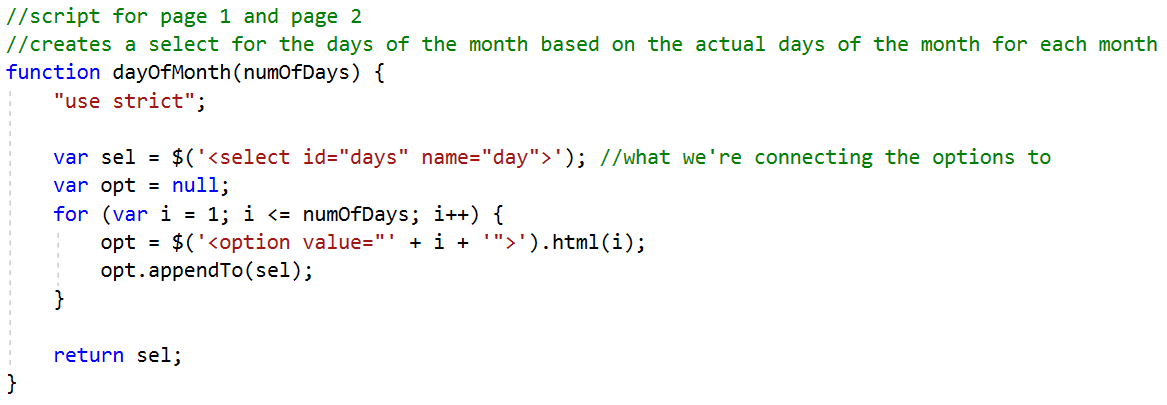 //script for page 1 and page 2
//creates a select for the days of the month based on the actual days of the month for each month
function dayOfMonth(numOfDays) {
    "use strict";

    var sel = $('<select id="days" name="day">'); //what we're connecting the options to
    var opt = null;
    for (var i = 1; i <= numOfDays; i++) {
        opt = $('<option value="' + i + '">').html(i);
        opt.appendTo(sel);
    }

    return sel;
}